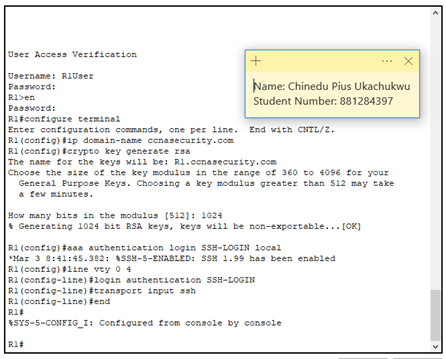 User Access Verification
Username: R1User
Password:
R1>en
Password:
R1#configure terminal
Enter configuration commands, one per line.  End with CNTL/Z.
R1(config)#ip domain-name ccnasecurity.com
R1(config)#crypto key generate rsa
The name for the keys will be: R1.ccnasecurity.com
Choose the size of the key modulus in the range of 360 to 4096 for your
  General Purpose Keys. Choosing a key modulus greater than 512 may take
  a few minutes.
How many bits in the modulus [512]: 1024
% Generating 1024 bit RSA keys, keys will be non-exportable...[OK]
R1(config)#aaa authentication login SSH-LOGIN local
*Mar 3 8:41:45.382: %SSH-5-ENABLED: SSH 1.99 has been enabled
R1(config)#line vty 0 4
R1(config-line)#login authentication SSH-LOGIN
R1(config-line)#transport input ssh
R1(config-line)#end
R1#
%SYS-5-CONFIG_I: Configured from console by console
R1#
Name: Chinedu Pius Ukachukwu
Student Number: 881284397